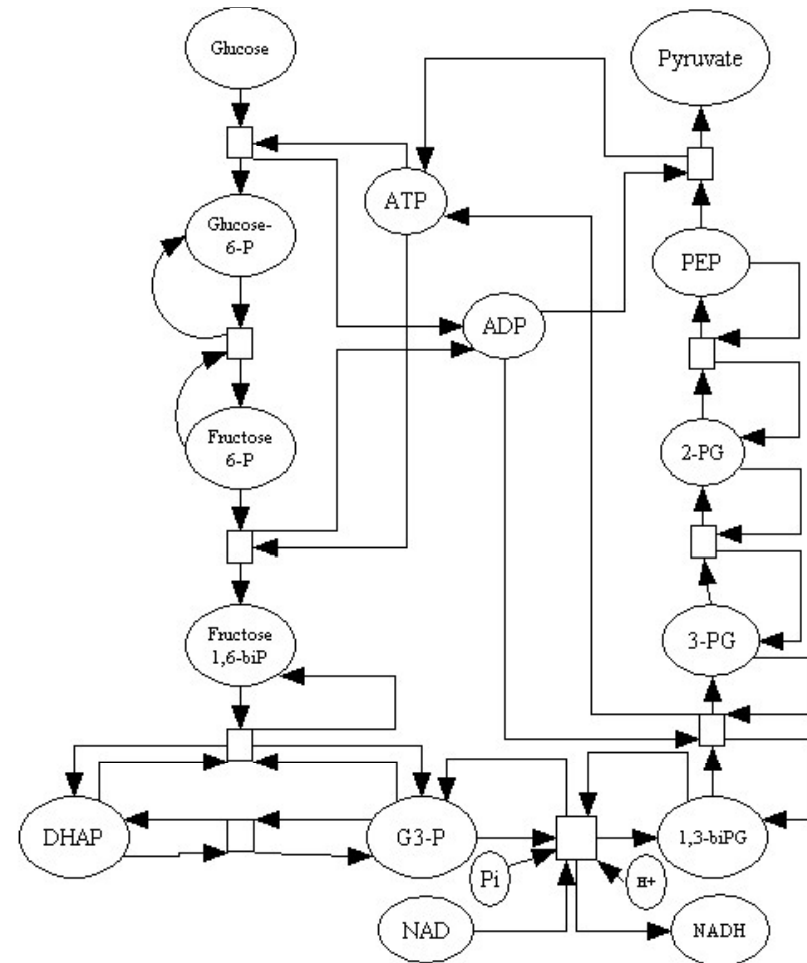 Glucose
Pyruvate
ATP
Glucose-
6-P
PEP
ADP
Fructose
6-P
2-PG
Fructose
1,6-biP
3-PG
DHAP
G3-P
1,3-biPG
Pi
H+
NAD
NADH